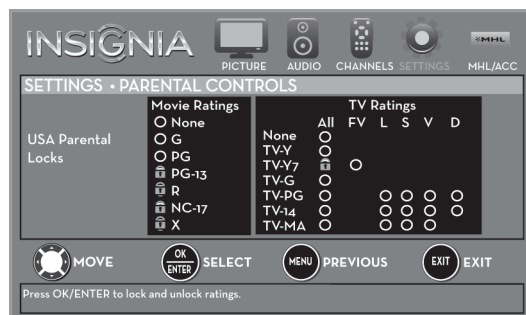 INSIGNIA
PICTURE AUDIO CHANNELS SETTINGS MHL/ACC
MHL
SETTINGS • PARENTAL CONTROLS
USA Parental
Locks
Movie Ratings
None
G
PG
PG-13
R
NC-17
X
TV Ratings
All FV L S V D
None
TV-Y
TV-Y7
TV-G
TV-PG
TV-14
TV-MA
MOVE
OK
ENTER
SELECT
MENU
PREVIOUS
EXIT
EXIT
Press OK/ENTER to lock and unlock ratings.